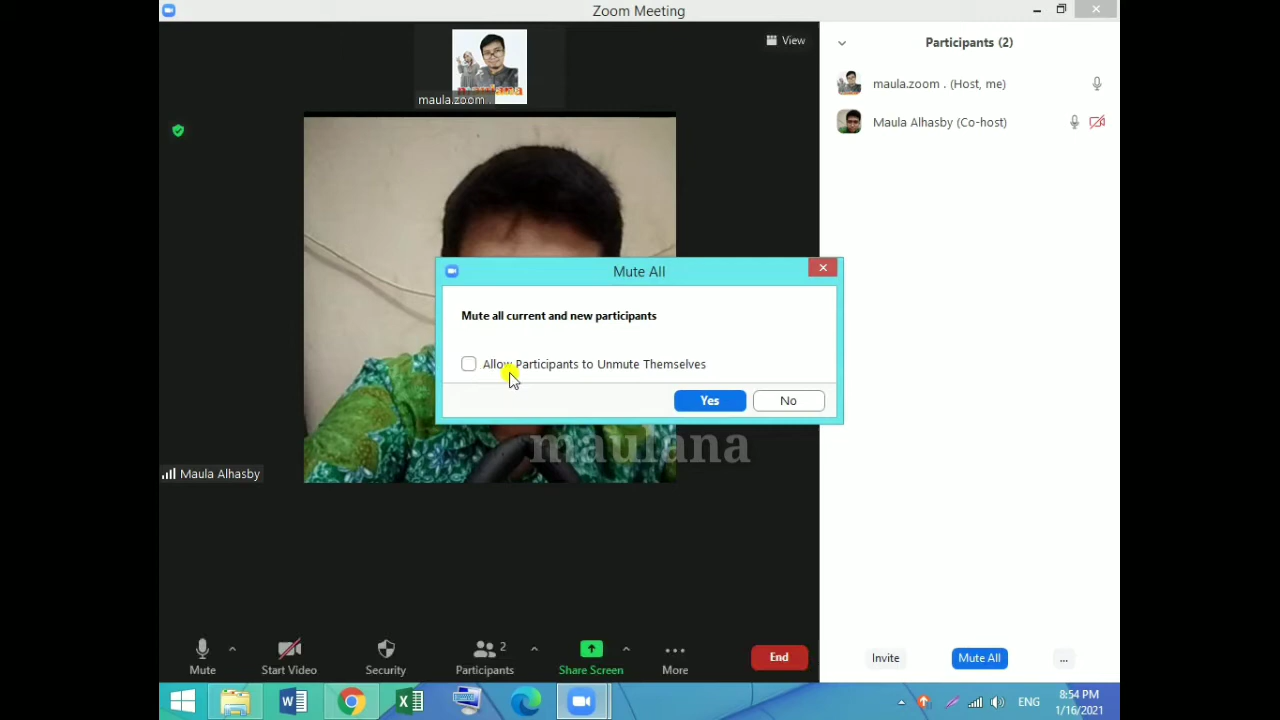 Zoom Meeting
maula.zoom .
View
Participants (2)
maula.zoom . (Host, me)
Maula Alhasby (Co-host)
Mute All
Mute all current and new participants
Allow Participants to Unmute Themselves
Yes
No
maulana
Maula Alhasby
Mute
Start Video
Security
Participants
2
Share Screen
More
End
Invite
Mute All
...
ENG
8:54 PM
1/16/2021